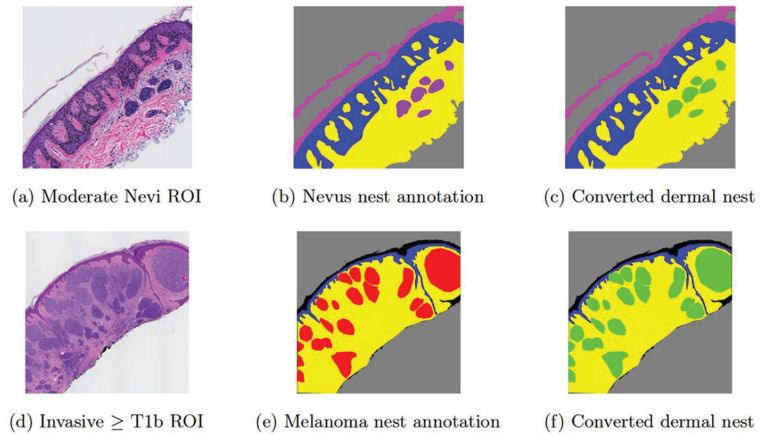 (a) Moderate Nevi ROI
(b) Nevus nest annotation
(c) Converted dermal nest
(d) Invasive ≥ T1b ROI
(e) Melanoma nest annotation
(f) Converted dermal nest